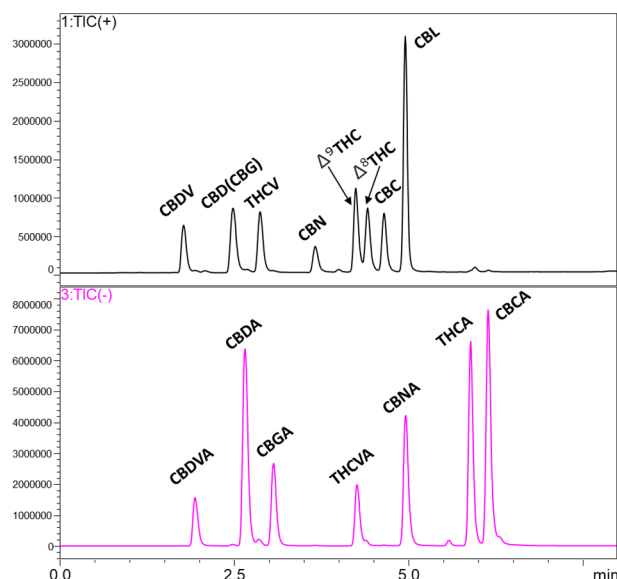 1:TIC(+)
CBL
3000000
2500000
2000000
1500000
1000000
500000
0
CBDV
CBD(CBG)
THCV
CBN
Δ⁹THC
Δ⁸THC
CBC
3:TIC(-)
8000000
7000000
6000000
5000000
4000000
3000000
2000000
1000000
0
CBDVA
CBDA
CBGA
THCVA
CBNA
THCA
CBCA
0.0 2.5 5.0 min